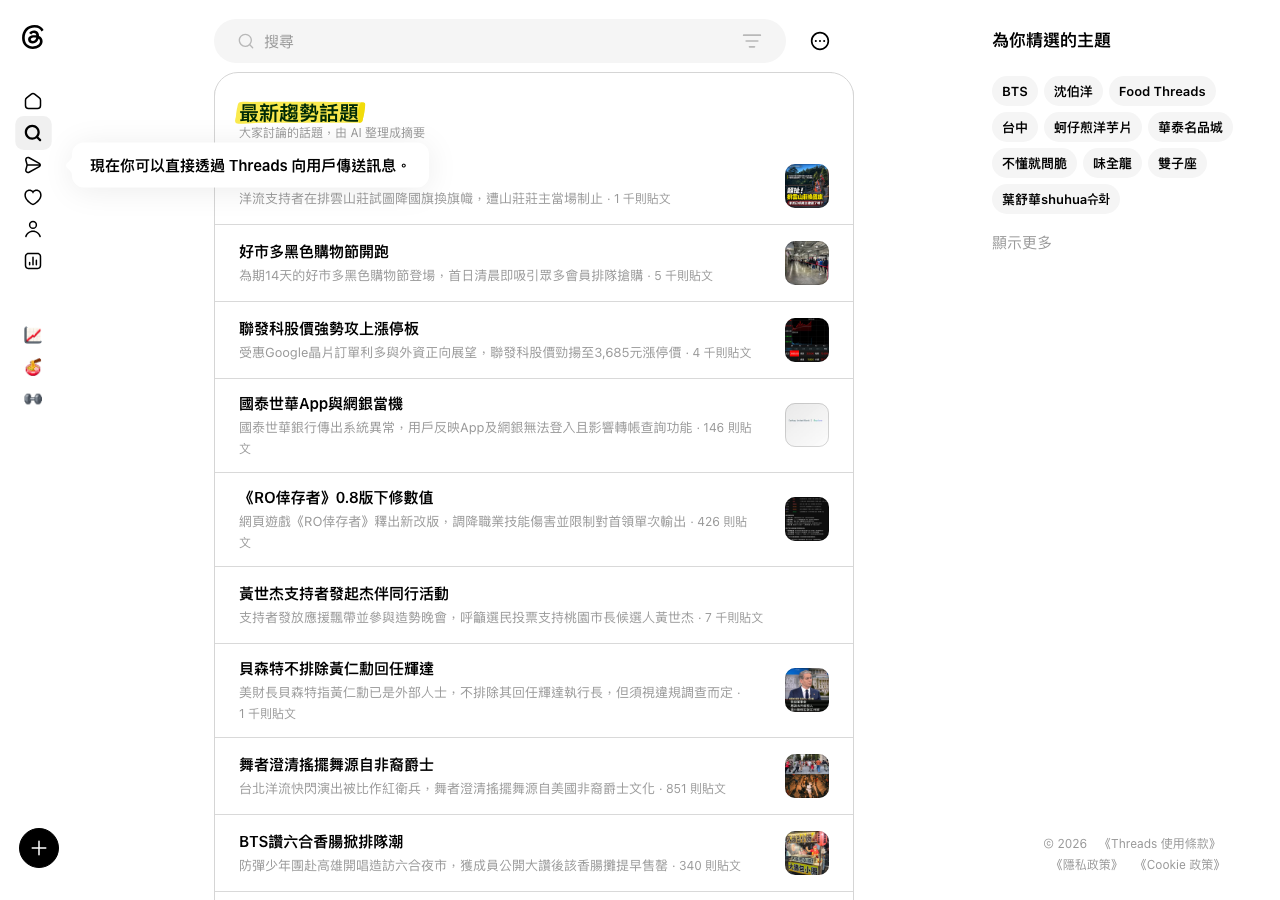 搜尋
最新趨勢話題
大家討論的話題，由 AI 整理成摘要
現在你可以直接透過 Threads 向用戶傳送訊息。
洋流支持者在排雲山莊試圖降國旗換旗幟，遭山莊莊主當場制止 · 1 千則貼文
好市多黑色購物節開跑
為期14天的好市多黑色購物節登場，首日清晨即吸引眾多會員排隊搶購 · 5 千則貼文
聯發科股價強勢攻上漲停板
受惠Google晶片訂單利多與外資正向展望，聯發科股價勁揚至3,685元漲停價 · 4 千則貼文
國泰世華App與網銀當機
國泰世華銀行傳出系統異常，用戶反映App及網銀無法登入且影響轉帳查詢功能 · 146 則貼
文
《RO倖存者》0.8版下修數值
網頁遊戲《RO倖存者》釋出新改版，調降職業技能傷害並限制對首領單次輸出 · 426 則貼
文
黃世杰支持者發起杰伴同行活動
支持者發放應援飄帶並參與造勢晚會，呼籲選民投票支持桃園市長候選人黃世杰 · 7 千則貼文
貝森特不排除黃仁勳回任輝達
美財長貝森特指黃仁勳已是外部人士，不排除其回任輝達執行長，但須視違規調查而定 ·
1 千則貼文
舞者澄清搖擺舞源自非裔爵士
台北洋流快閃演出被比作紅衛兵，舞者澄清搖擺舞源自美國非裔爵士文化 · 851 則貼文
BTS讚六合香腸掀排隊潮
防彈少年團赴高雄開唱造訪六合夜市，獲成員公開大讚後該香腸攤提早售罄 · 340 則貼文
為你精選的主題
BTS
沈伯洋
Food Threads
台中
蚵仔煎洋芋片
華泰名品城
不懂就問脆
味全龍
雙子座
葉舒華shuhua슈화
顯示更多
© 2026 《Threads 使用條款》
《隱私政策》 《Cookie 政策》